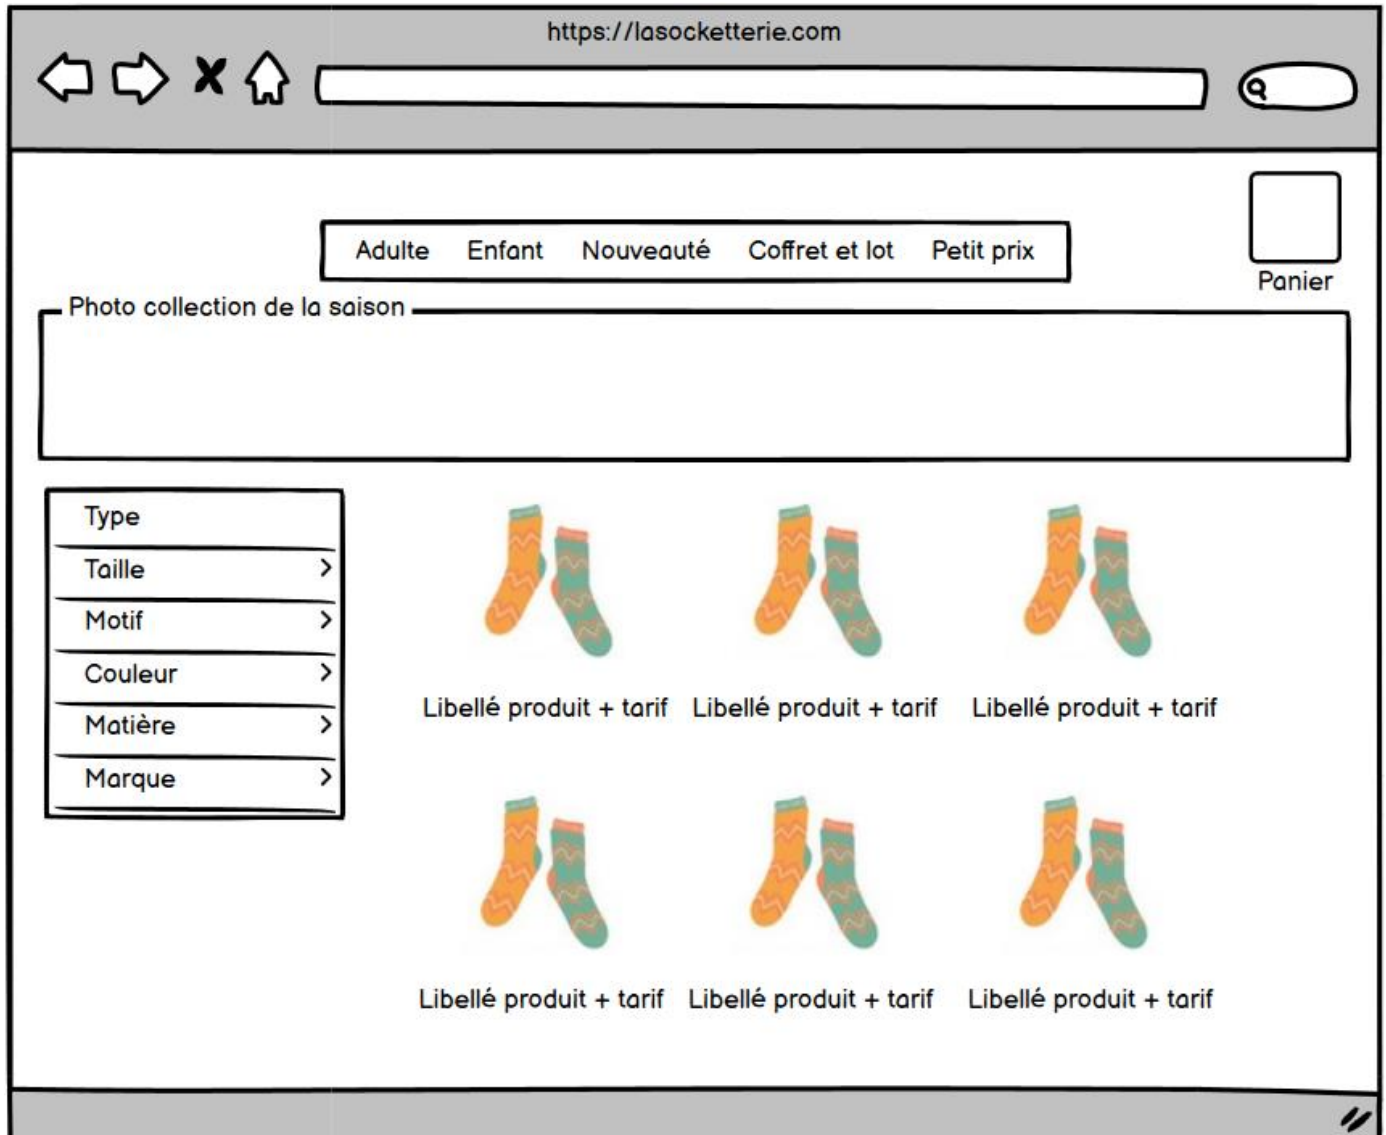 https://lasocketterie.com
Adulte Enfant Nouveauté Coffret et lot Petit prix
Panier
Photo collection de la saison
Type
Taille
Motif
Couleur
Matière
Marque
Libellé produit + tarif Libellé produit + tarif Libellé produit + tarif
Libellé produit + tarif Libellé produit + tarif Libellé produit + tarif